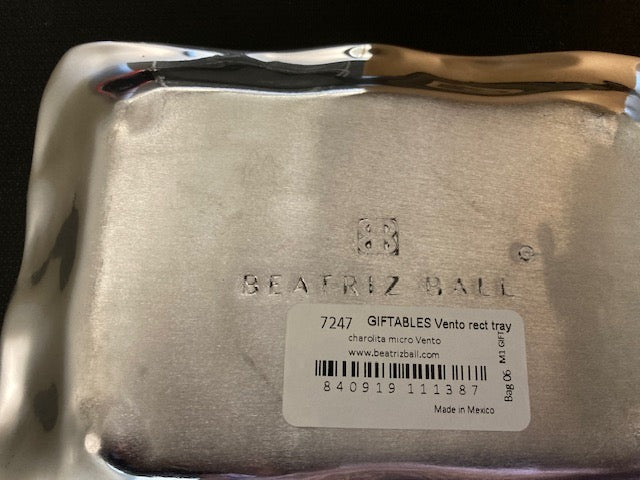 BEATRIZ BALL
7247 GIFTABLES Vento rect tray
charolita micro Vento
www.beatrizball.com
840919 111387
Made in Mexico
Bag 06 M1 GIFT